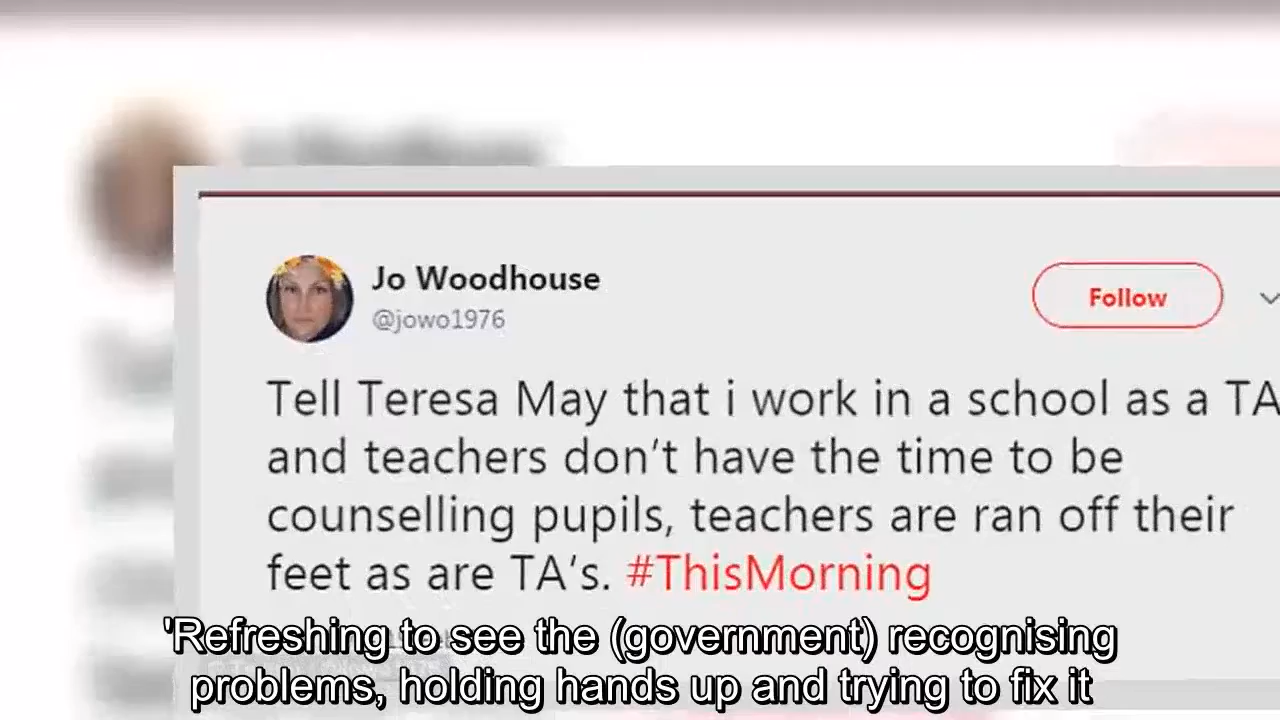 Jo Woodhouse
@jowo1976
Follow
Tell Teresa May that i work in a school as a TA
and teachers don’t have the time to be
counselling pupils, teachers are ran off their
feet as are TA’s. #ThisMorning
'Refreshing to see the (government) recognising
problems, holding hands up and trying to fix it